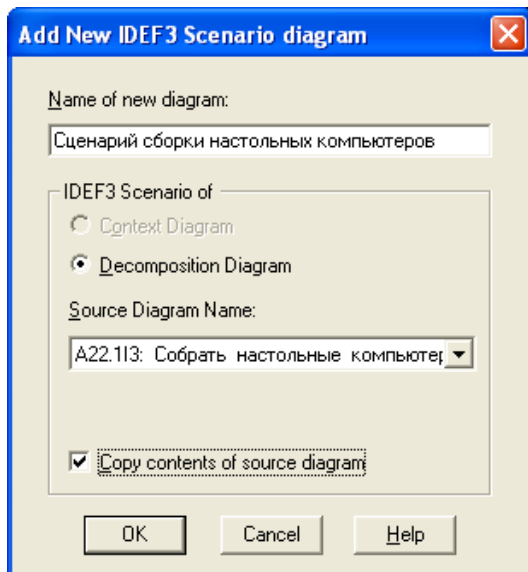 Add New IDEF3 Scenario diagram
Name of new diagram:
Сценарий сборки настольных компьютеров
IDEF3 Scenario of
Context Diagram
Decomposition Diagram
Source Diagram Name:
A22.1I3: Собрать настольные компьютер
Copy contents of source diagram
OK
Cancel
Help